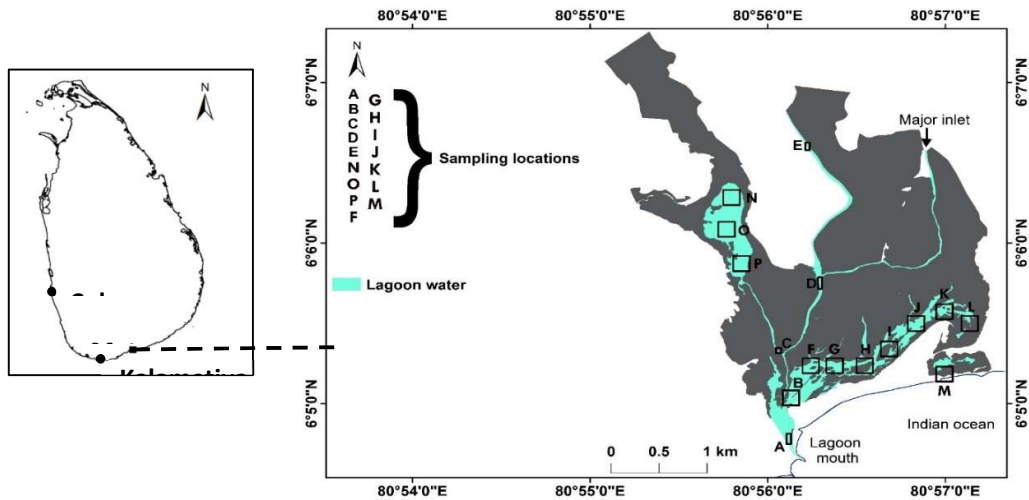 80°54'0"E 80°55'0"E 80°56'0"E 80°57'0"E
N
N
6°7'0"N
6°7'0"N
A G
B H
C I
D J
E K
N L
O M
P
F
Sampling locations
Major inlet
E
N
O
P
D
6°6'0"N
6°6'0"N
Lagoon water
K
J
L
I
C
F
G
H
B
M
6°5'0"N
6°5'0"N
A
Lagoon
mouth
Indian ocean
0 0.5 1 km
80°54'0"E 80°55'0"E 80°56'0"E 80°57'0"E